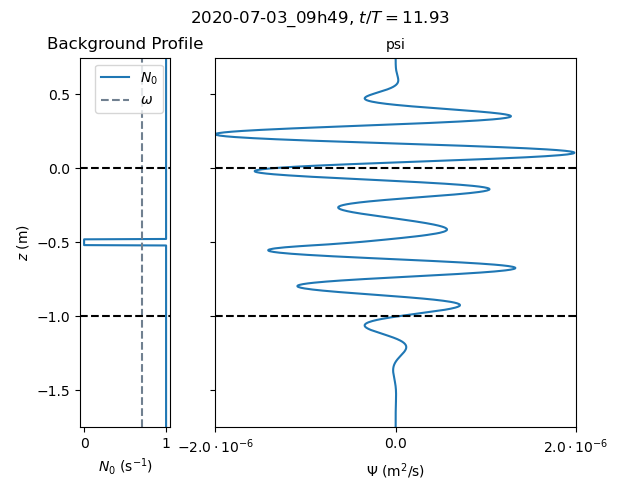 2020-07-03_09h49, t/T = 11.93
Background Profile
psi
N₀
ω
z (m)
0.5
0.0
−0.5
−1.0
−1.5
0
1
N₀ (s⁻¹)
−2.0 · 10⁻⁶
0.0
2.0 · 10⁻⁶
Ψ (m²/s)